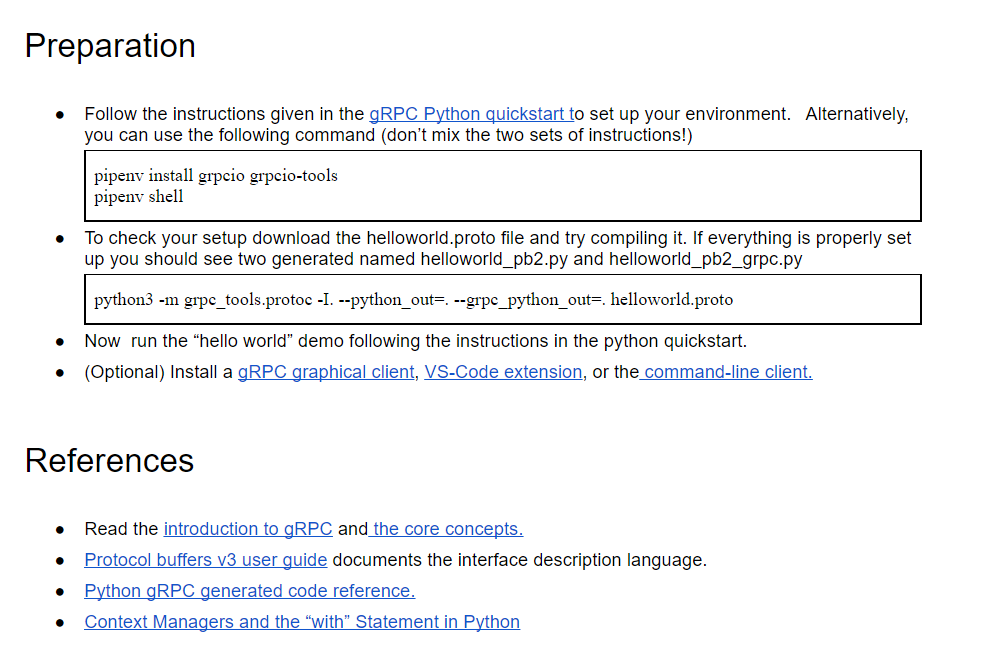 Preparation
● Follow the instructions given in the gRPC Python quickstart to set up your environment.   Alternatively,
you can use the following command (don’t mix the two sets of instructions!)
pipenv install grpcio grpcio-tools
pipenv shell
● To check your setup download the helloworld.proto file and try compiling it. If everything is properly set
up you should see two generated named helloworld_pb2.py and helloworld_pb2_grpc.py
python3 -m grpc_tools.protoc -I. --python_out=. --grpc_python_out=. helloworld.proto
● Now  run the “hello world” demo following the instructions in the python quickstart.
● (Optional) Install a gRPC graphical client, VS-Code extension, or the command-line client.
References
● Read the introduction to gRPC and the core concepts.
● Protocol buffers v3 user guide documents the interface description language.
● Python gRPC generated code reference.
● Context Managers and the “with” Statement in Python